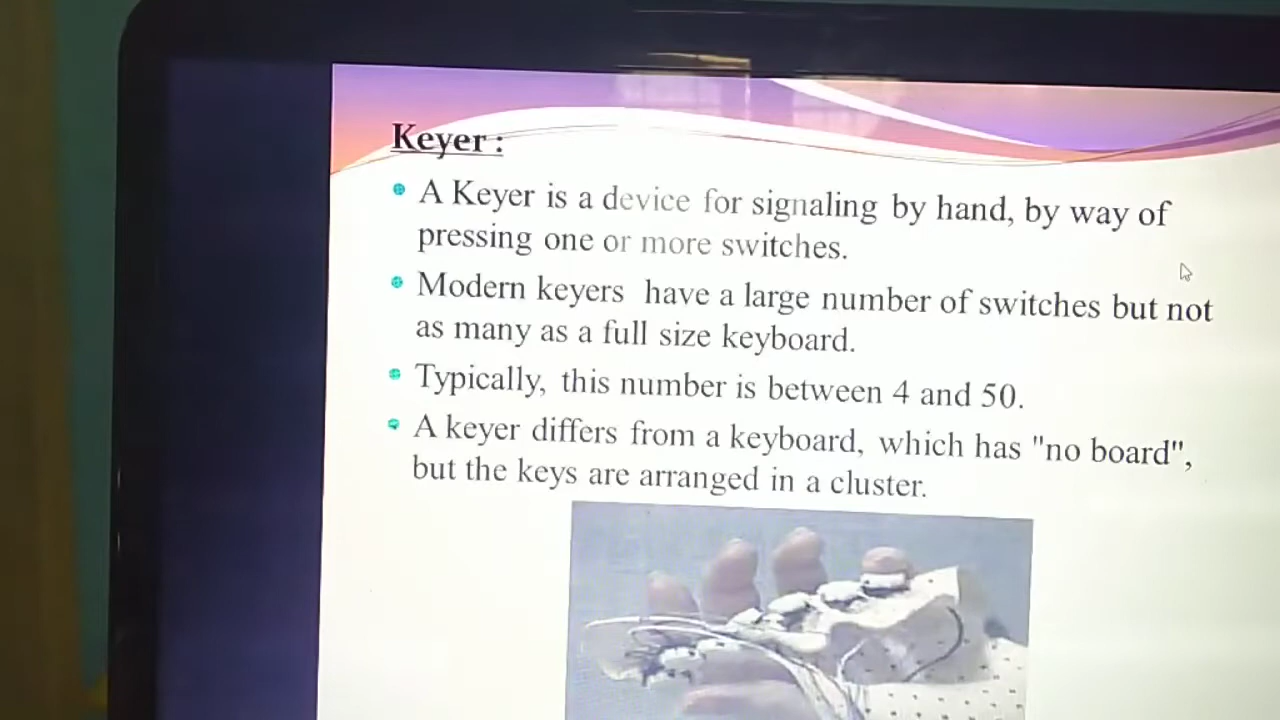 Keyer :
A Keyer is a device for signaling by hand, by way of
pressing one or more switches.
Modern keyers have a large number of switches but not
as many as a full size keyboard.
Typically, this number is between 4 and 50.
A keyer differs from a keyboard, which has "no board",
but the keys are arranged in a cluster.